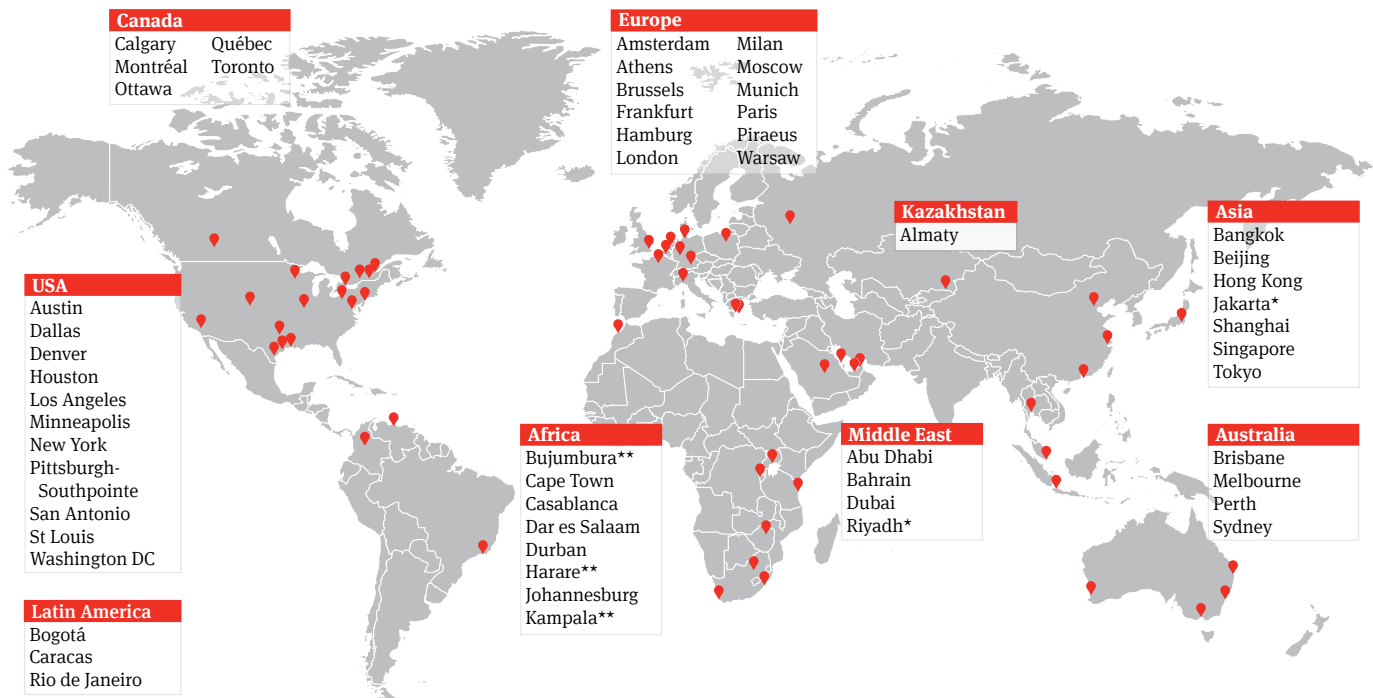 Canada
Calgary
Montréal
Ottawa
Québec
Toronto
Europe
Amsterdam
Athens
Brussels
Frankfurt
Hamburg
London
Milan
Moscow
Munich
Paris
Piraeus
Warsaw
Kazakhstan
Almaty
Asia
Bangkok
Beijing
Hong Kong
Jakarta*
Shanghai
Singapore
Tokyo
USA
Austin
Dallas
Denver
Houston
Los Angeles
Minneapolis
New York
Pittsburgh-
Southpointe
San Antonio
St Louis
Washington DC
Africa
Bujumbura**
Cape Town
Casablanca
Dar es Salaam
Durban
Harare**
Johannesburg
Kampala**
Middle East
Abu Dhabi
Bahrain
Dubai
Riyadh*
Australia
Brisbane
Melbourne
Perth
Sydney
Latin America
Bogotá
Caracas
Rio de Janeiro